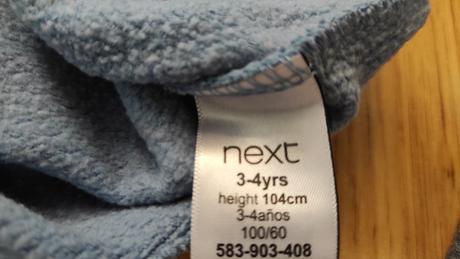 next
3-4yrs
height 104cm
3-4años
100/60
583-903-408